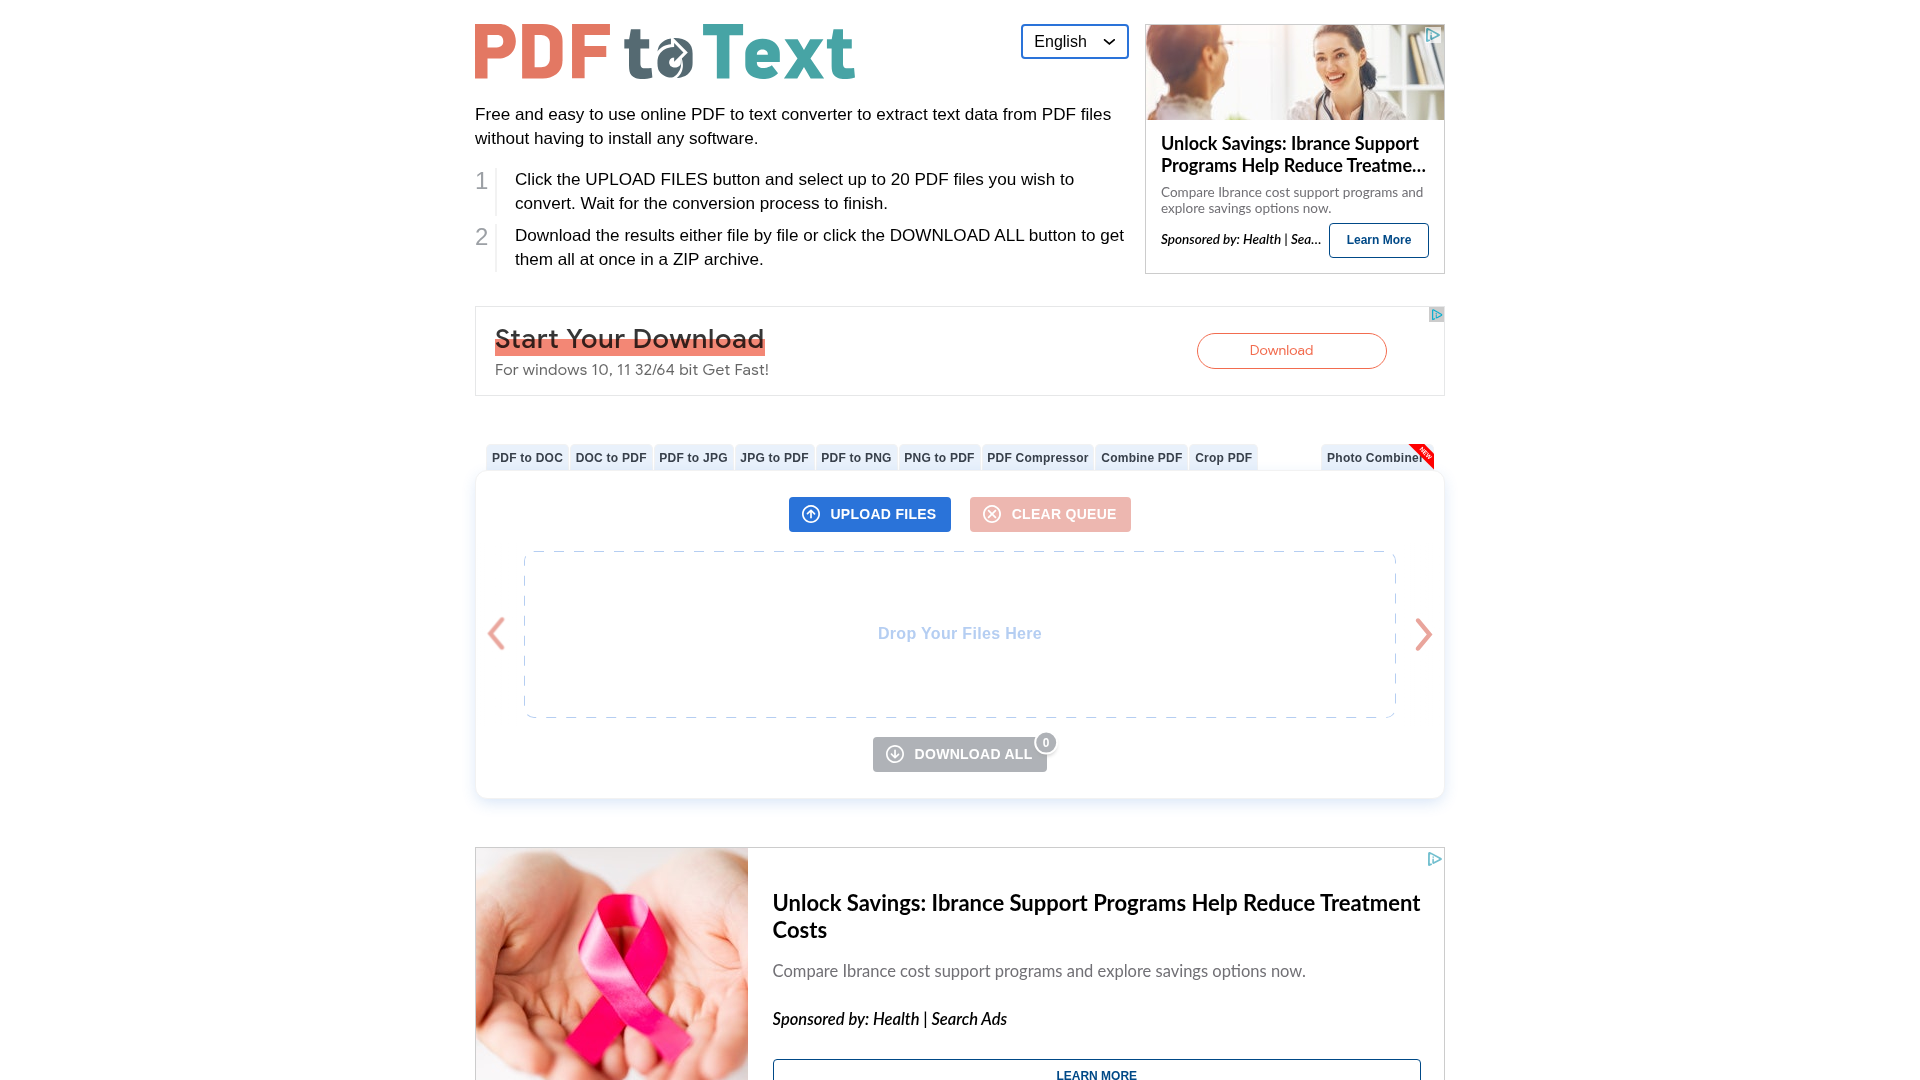 PDF to Text
English
Free and easy to use online PDF to text converter to extract text data from PDF files
without having to install any software.
1
Click the UPLOAD FILES button and select up to 20 PDF files you wish to
convert. Wait for the conversion process to finish.
2
Download the results either file by file or click the DOWNLOAD ALL button to get
them all at once in a ZIP archive.
Unlock Savings: Ibrance Support
Programs Help Reduce Treatme...
Compare Ibrance cost support programs and
explore savings options now.
Sponsored by: Health | Sea...
Learn More
Start Your Download
For windows 10, 11 32/64 bit Get Fast!
Download
PDF to DOC
DOC to PDF
PDF to JPG
JPG to PDF
PDF to PNG
PNG to PDF
PDF Compressor
Combine PDF
Crop PDF
Photo Combiner
NEW
UPLOAD FILES
CLEAR QUEUE
Drop Your Files Here
DOWNLOAD ALL
0
Unlock Savings: Ibrance Support Programs Help Reduce Treatment
Costs
Compare Ibrance cost support programs and explore savings options now.
Sponsored by: Health | Search Ads
LEARN MORE